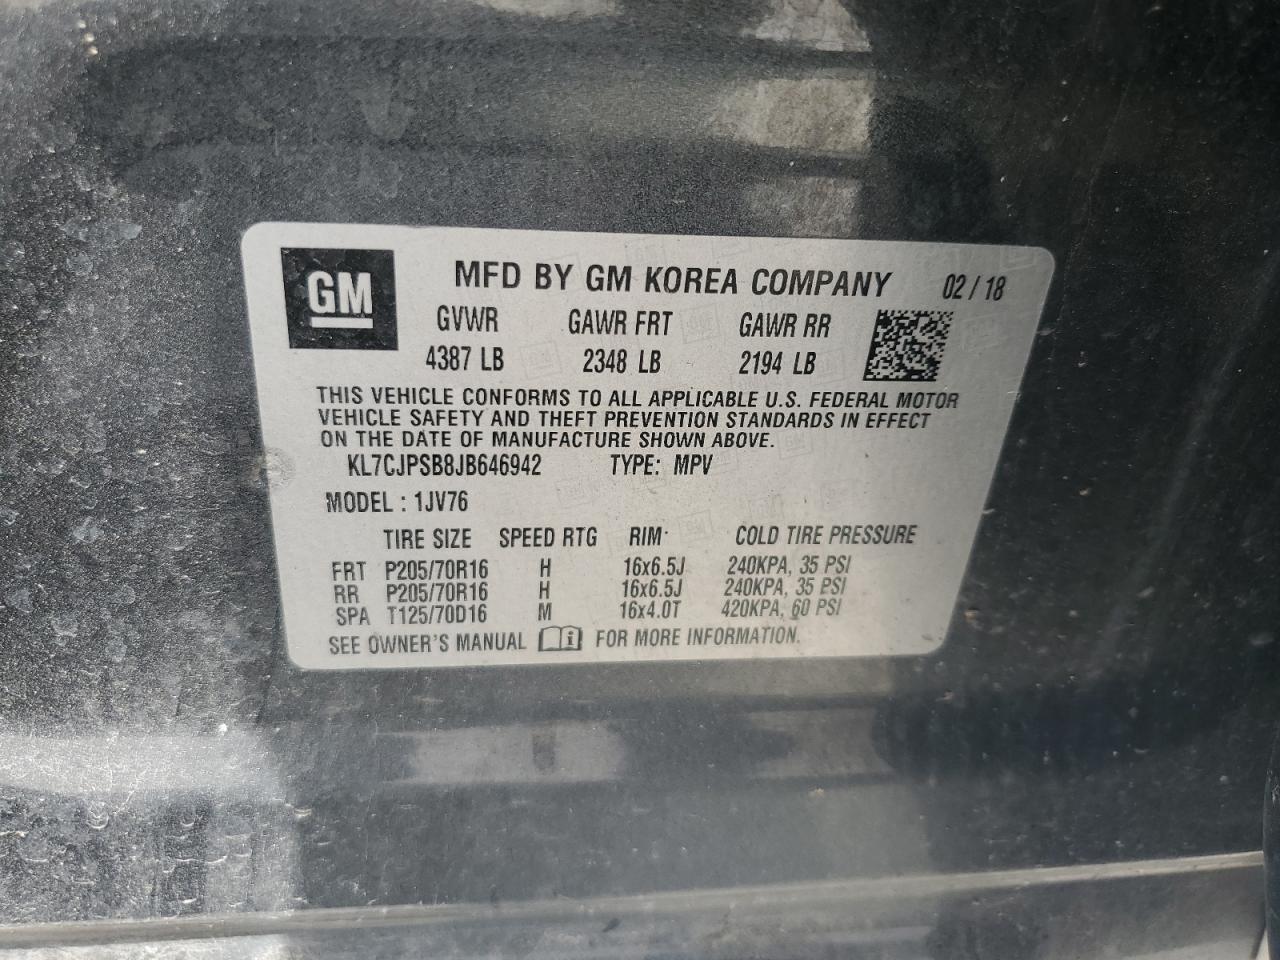 GM
MFD BY GM KOREA COMPANY 02/18
GVWR GAWR FRT GAWR RR
4387 LB 2348 LB 2194 LB
THIS VEHICLE CONFORMS TO ALL APPLICABLE U.S. FEDERAL MOTOR
VEHICLE SAFETY AND THEFT PREVENTION STANDARDS IN EFFECT
ON THE DATE OF MANUFACTURE SHOWN ABOVE.
KL7CJPSB8JB646942 TYPE: MPV
MODEL : 1JV76
TIRE SIZE SPEED RTG RIM COLD TIRE PRESSURE
FRT P205/70R16 H 16x6.5J 240KPA, 35 PSI
RR P205/70R16 H 16x6.5J 240KPA, 35 PSI
SPA T125/70D16 M 16x4.0T 420KPA, 60 PSI
SEE OWNER'S MANUAL i FOR MORE INFORMATION.